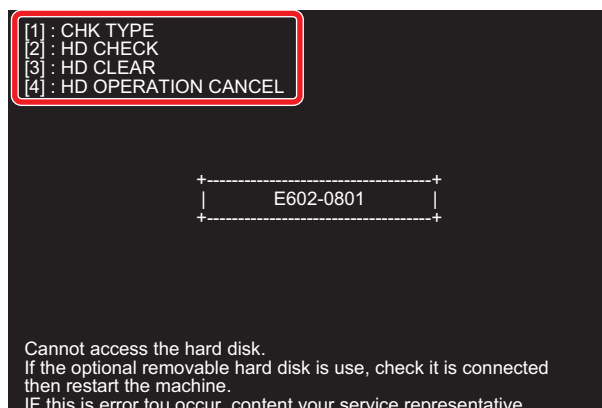 [1] : CHK TYPE
[2] : HD CHECK
[3] : HD CLEAR
[4] : HD OPERATION CANCEL
+------------------------------------+
| E602-0801 |
+------------------------------------+
Cannot access the hard disk.
If the optional removable hard disk is use, check it is connected
then restart the machine.
IF this is error tou occur, content your service representative